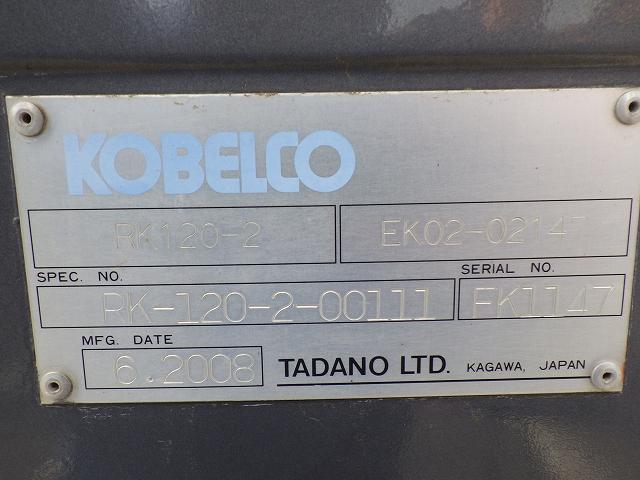 KOBELCO
RK120-2
EK02-02147
SPEC. NO.
SERIAL NO.
RK-120-2-00111
EK1147
MFG. DATE
6.2008
TADANO LTD. KAGAWA, JAPAN